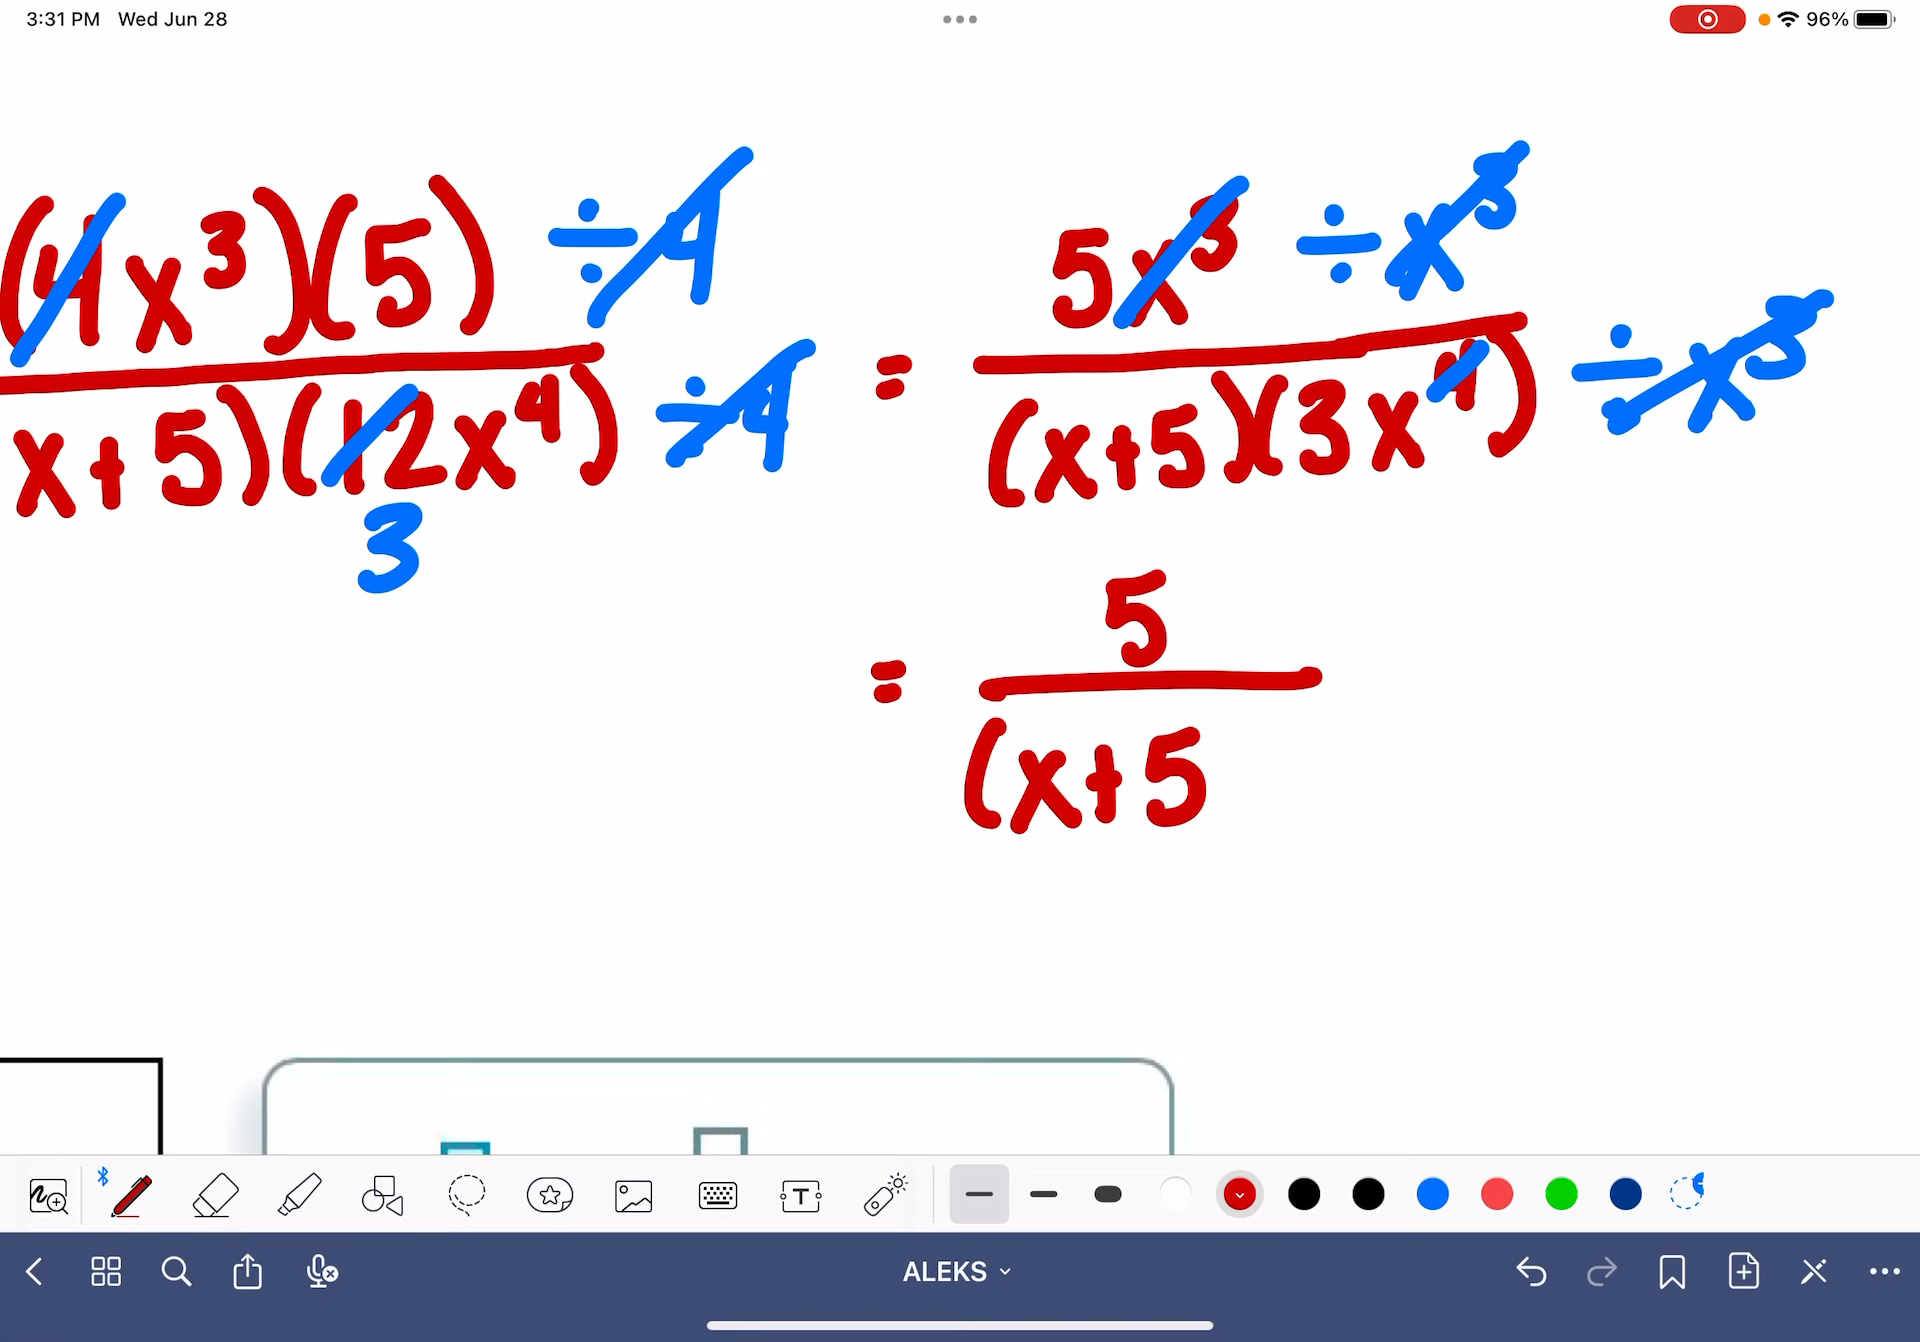 3:31 PM Wed Jun 28 96%
(4x³)(5) ÷4
x+5)(12x⁴) ÷4
3
= 5x³ ÷x³
(x+5)(3x⁴) ÷x³
= 5
(x+5
T
ALEKS